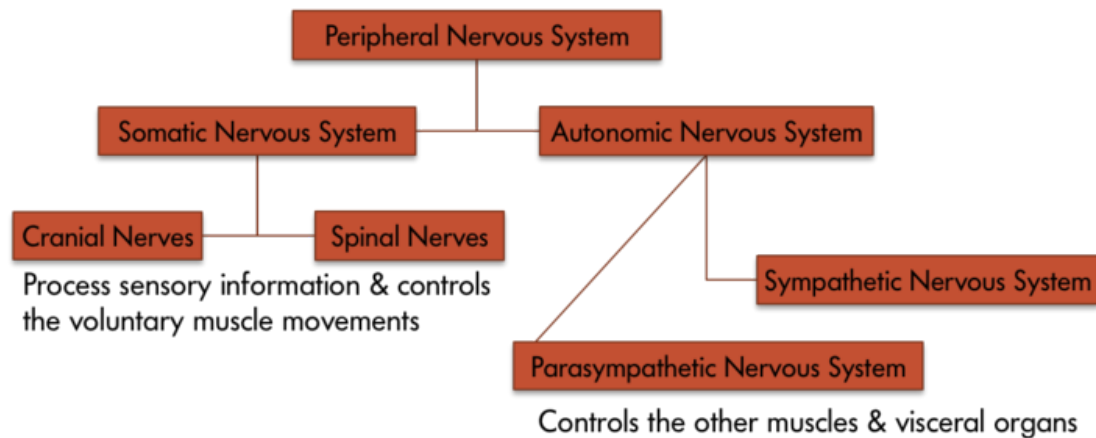 Peripheral Nervous System
Somatic Nervous System
Autonomic Nervous System
Cranial Nerves
Spinal Nerves
Process sensory information & controls
the voluntary muscle movements
Sympathetic Nervous System
Parasympathetic Nervous System
Controls the other muscles & visceral organs